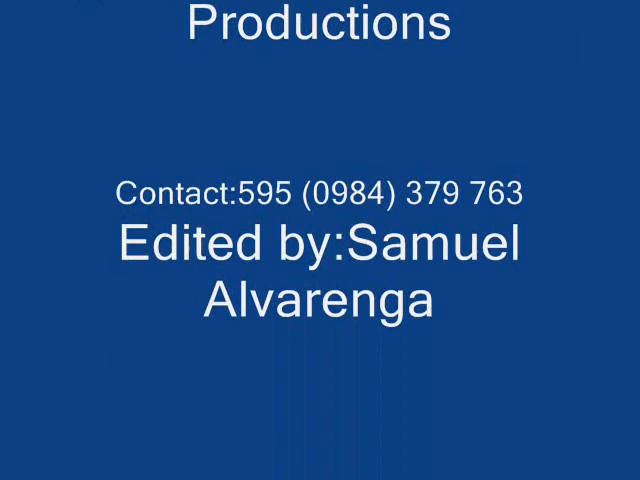 Productions
Contact:595 (0984) 379 763
Edited by:Samuel
Alvarenga